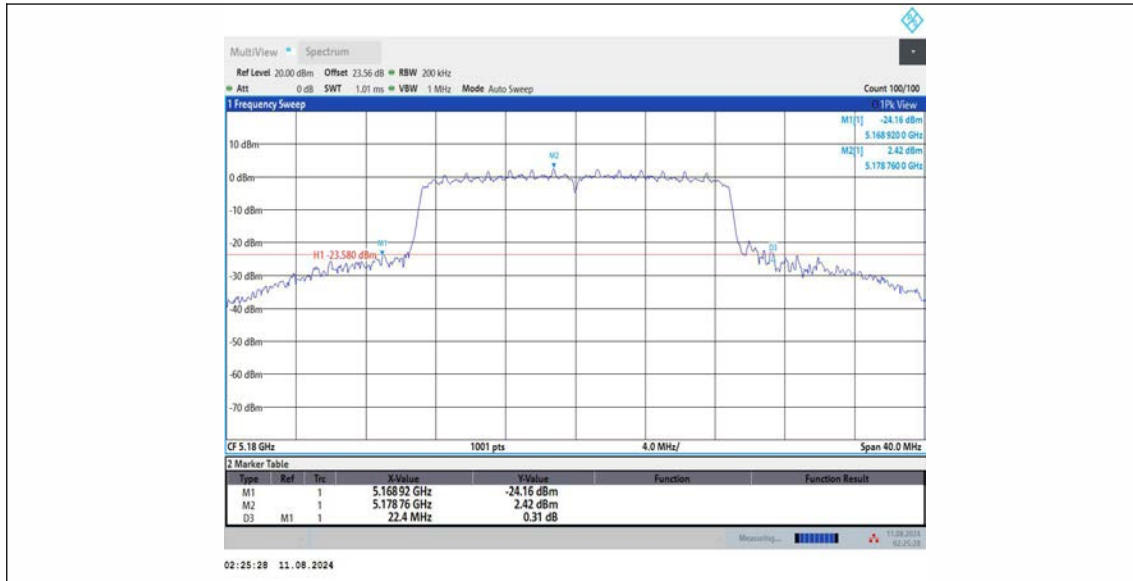 MultiView Spectrum
Ref Level 20.00 dBm Offset 23.56 dB RBW 200 kHz
Att 0 dB SWT 1.01 ms VBW 1 MHz Mode Auto Sweep Count 100/100
1 Frequency Sweep 1Pk View
M1[1] -24.16 dBm
5.168 920 0 GHz
M2[1] 2.42 dBm
5.178 760 0 GHz
10 dBm
M2
0 dBm
-10 dBm
-20 dBm
M1
D3
H1 -23.580 dBm
-30 dBm
-40 dBm
-50 dBm
-60 dBm
-70 dBm
CF 5.18 GHz 1001 pts 4.0 MHz/ Span 40.0 MHz
2 Marker Table
Type Ref Trc X-Value Y-Value Function Function Result
M1 1 5.168 92 GHz -24.16 dBm
M2 1 5.178 76 GHz 2.42 dBm
D3 M1 1 22.4 MHz 0.31 dB
Measuring... 11.08.2024
02:25:28
02:25:28 11.08.2024